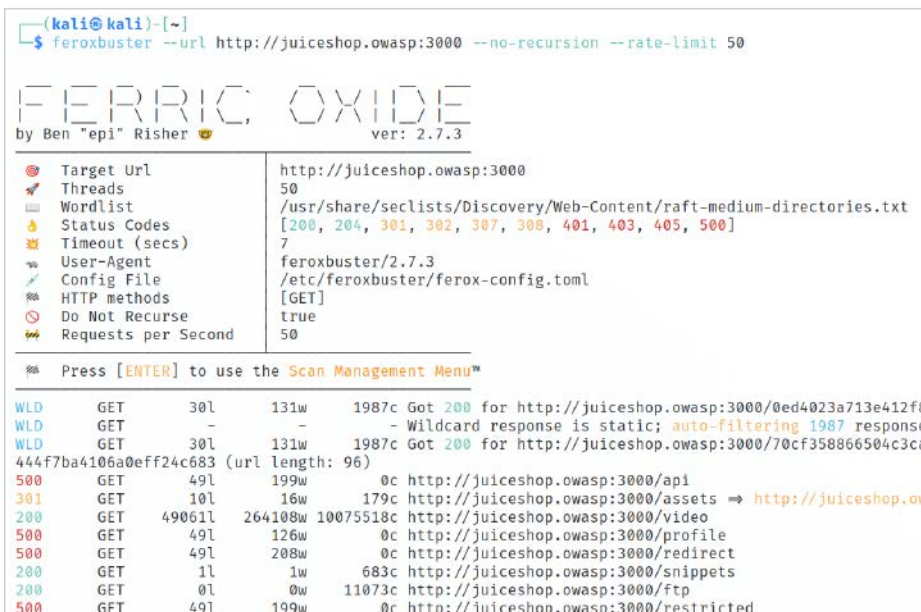 (kali㉿kali)-[~]
$ feroxbuster --url http://juiceshop.owasp:3000 --no-recursion --rate-limit 50
FERRIC OXIDE
by Ben "epi" Risher 🤓 ver: 2.7.3
🎯 Target Url │ http://juiceshop.owasp:3000
🚀 Threads │ 50
📖 Wordlist │ /usr/share/seclists/Discovery/Web-Content/raft-medium-directories.txt
👌 Status Codes │ [200, 204, 301, 302, 307, 308, 401, 403, 405, 500]
💥 Timeout (secs) │ 7
🦡 User-Agent │ feroxbuster/2.7.3
💉 Config File │ /etc/feroxbuster/ferox-config.toml
🏁 HTTP methods │ [GET]
🚫 Do Not Recurse │ true
🚧 Requests per Second │ 50
🏁 Press [ENTER] to use the Scan Management Menu™
WLD GET 30l 131w 1987c Got 200 for http://juiceshop.owasp:3000/0ed4023a713e412f
WLD GET - - - Wildcard response is static; auto-filtering 1987 response
WLD GET 30l 131w 1987c Got 200 for http://juiceshop.owasp:3000/70cf358866504c3c
444f7ba4106a0eff24c683 (url length: 96)
500 GET 49l 199w 0c http://juiceshop.owasp:3000/api
301 GET 10l 16w 179c http://juiceshop.owasp:3000/assets => http://juiceshop.o
200 GET 49061l 264108w 10075518c http://juiceshop.owasp:3000/video
500 GET 49l 126w 0c http://juiceshop.owasp:3000/profile
500 GET 49l 208w 0c http://juiceshop.owasp:3000/redirect
200 GET 1l 1w 683c http://juiceshop.owasp:3000/snippets
200 GET 0l 0w 11073c http://juiceshop.owasp:3000/ftp
500 GET 49l 199w 0c http://juiceshop.owasp:3000/restricted